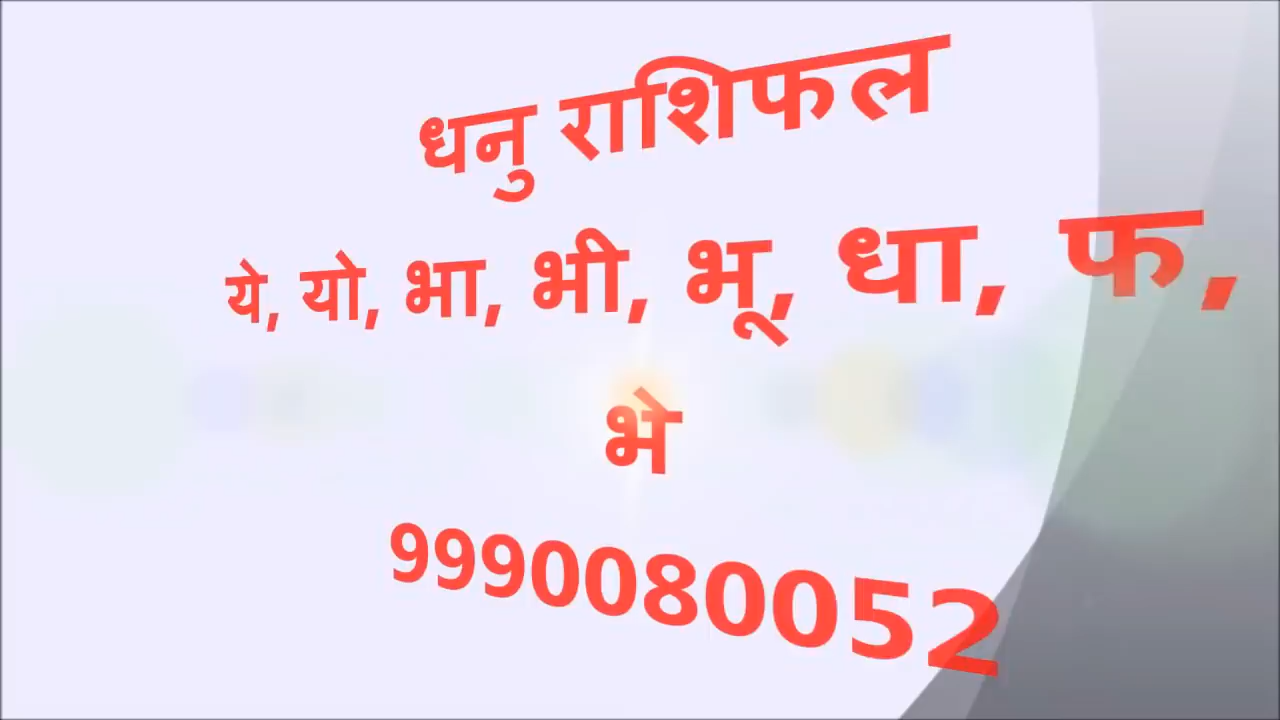 धनु राशिफल
ये, यो, भा, भी, भू, धा, फ,
भे
9990080052